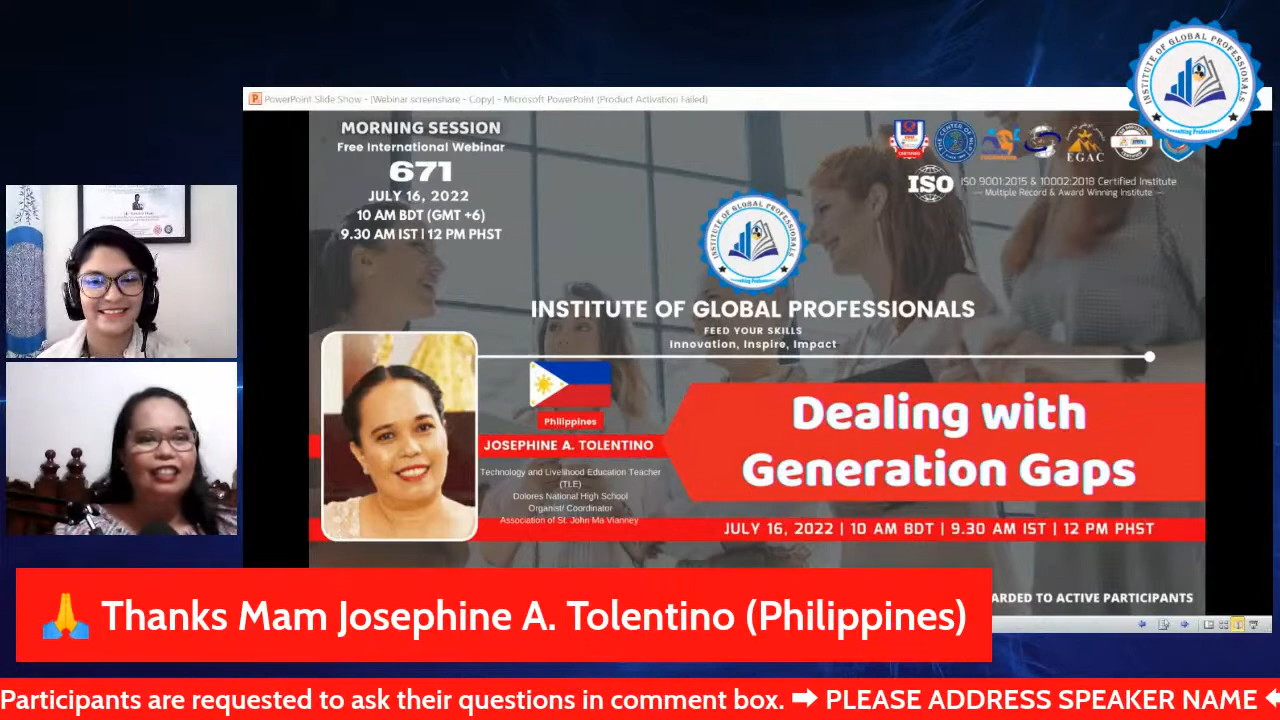 PowerPoint Slide Show - [Webinar screenshare - Copy] - Microsoft PowerPoint (Product Activation Failed)
INSTITUTE OF GLOBAL PROFESSIONALS
MORNING SESSION
Free International Webinar
671
JULY 16, 2022
10 AM BDT (GMT +6)
9.30 AM IST | 12 PM PHST
EGAC
ISO
ISO 9001:2015 & 10002:2018 Certified Institute
Multiple Record & Award Winning Institute
INSTITUTE OF GLOBAL PROFESSIONALS
INSTITUTE OF GLOBAL PROFESSIONALS
FEED YOUR SKILLS
Innovation, Inspire, Impact
Philippines
JOSEPHINE A. TOLENTINO
Technology and Livelihood Education Teacher
(TLE)
Dolores National High School
Organist/ Coordinator
Association of St. John Ma Vianney
Dealing with
Generation Gaps
JULY 16, 2022 | 10 AM BDT | 9.30 AM IST | 12 PM PHST
ARDED TO ACTIVE PARTICIPANTS
🙏 Thanks Mam Josephine A. Tolentino (Philippines)
Participants are requested to ask their questions in comment box. ➡ PLEASE ADDRESS SPEAKER NAME